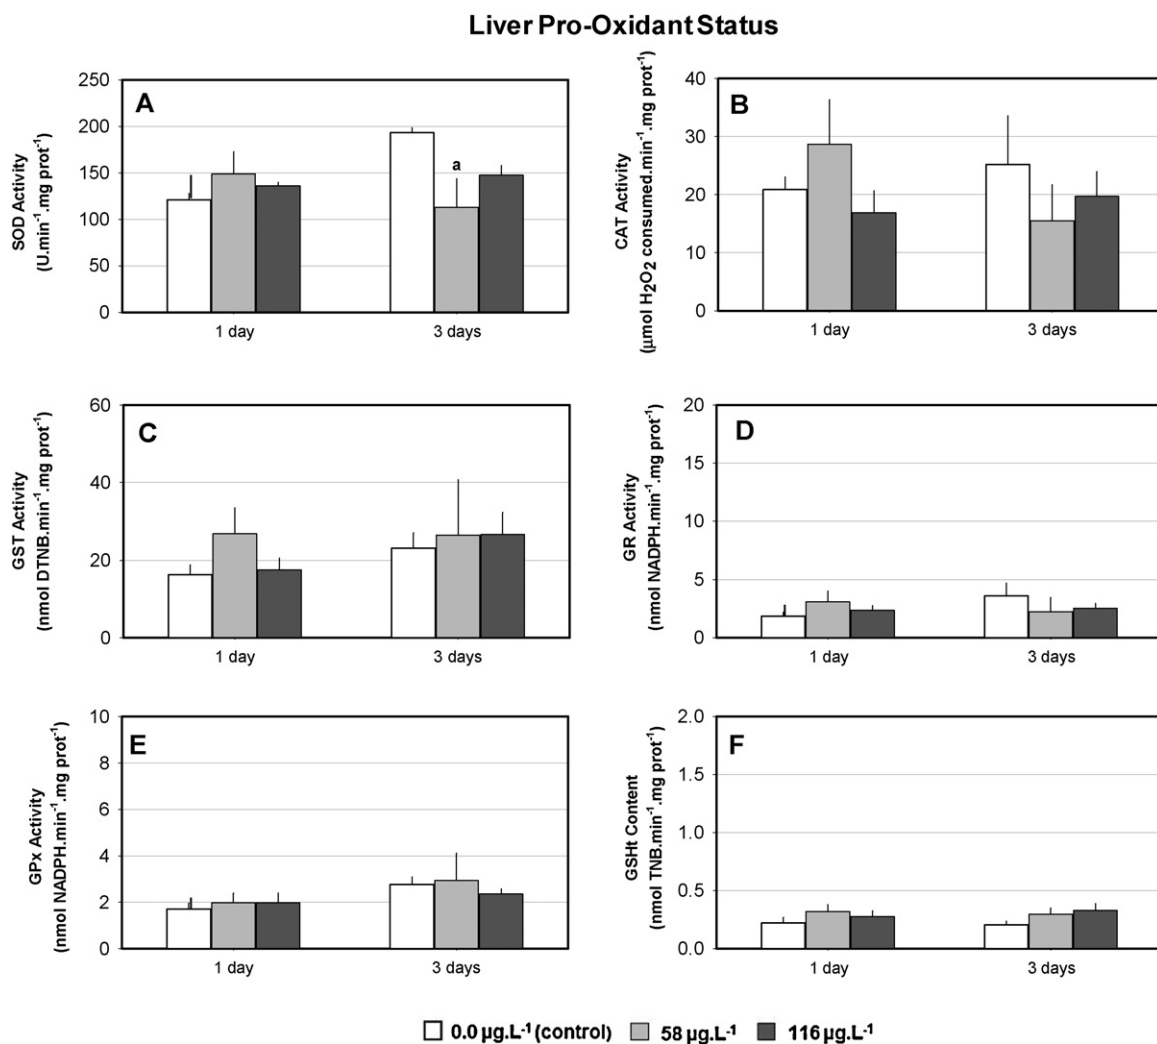 Liver Pro-Oxidant Status
A
SOD Activity
(U.min⁻¹.mg prot⁻¹)
250
200
150
100
50
0
a
1 day
3 days
B
CAT Activity
(µmol H₂O₂ consumed.min⁻¹.mg prot⁻¹)
40
30
20
10
0
1 day
3 days
C
GST Activity
(nmol DTNB.min⁻¹.mg prot⁻¹)
60
40
20
0
1 day
3 days
D
GR Activity
(nmol NADPH.min⁻¹.mg prot⁻¹)
20
15
10
5
0
1 day
3 days
E
GPx Activity
(nmol NADPH.min⁻¹.mg prot⁻¹)
10
8
6
4
2
0
1 day
3 days
F
GSHt Content
(nmol TNB.min⁻¹.mg prot⁻¹)
2.0
1.5
1.0
0.5
0.0
1 day
3 days
0.0 µg.L⁻¹ (control) 58 µg.L⁻¹ 116 µg.L⁻¹